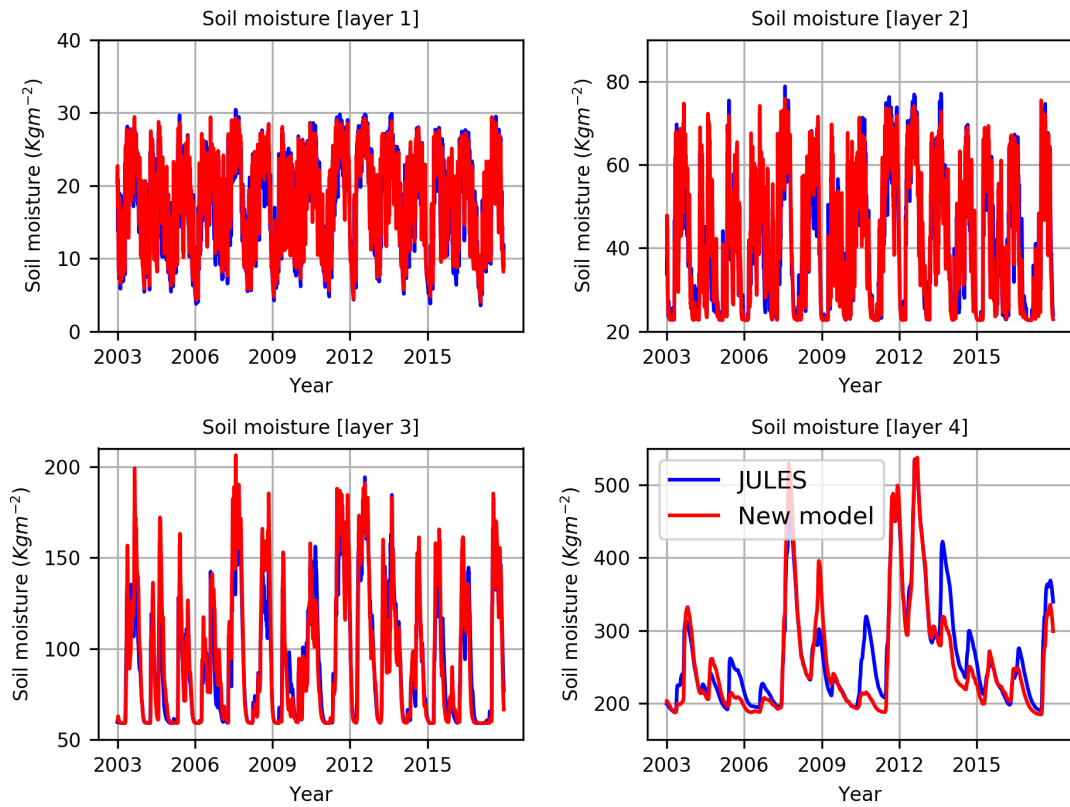 Soil moisture [layer 1]
Soil moisture (Kgm⁻²)
40
30
20
10
0
2003 2006 2009 2012 2015
Year
Soil moisture [layer 2]
Soil moisture (Kgm⁻²)
80
60
40
20
2003 2006 2009 2012 2015
Year
Soil moisture [layer 3]
Soil moisture (Kgm⁻²)
200
150
100
50
2003 2006 2009 2012 2015
Year
Soil moisture [layer 4]
Soil moisture (Kgm⁻²)
500
400
300
200
JULES
New model
2003 2006 2009 2012 2015
Year